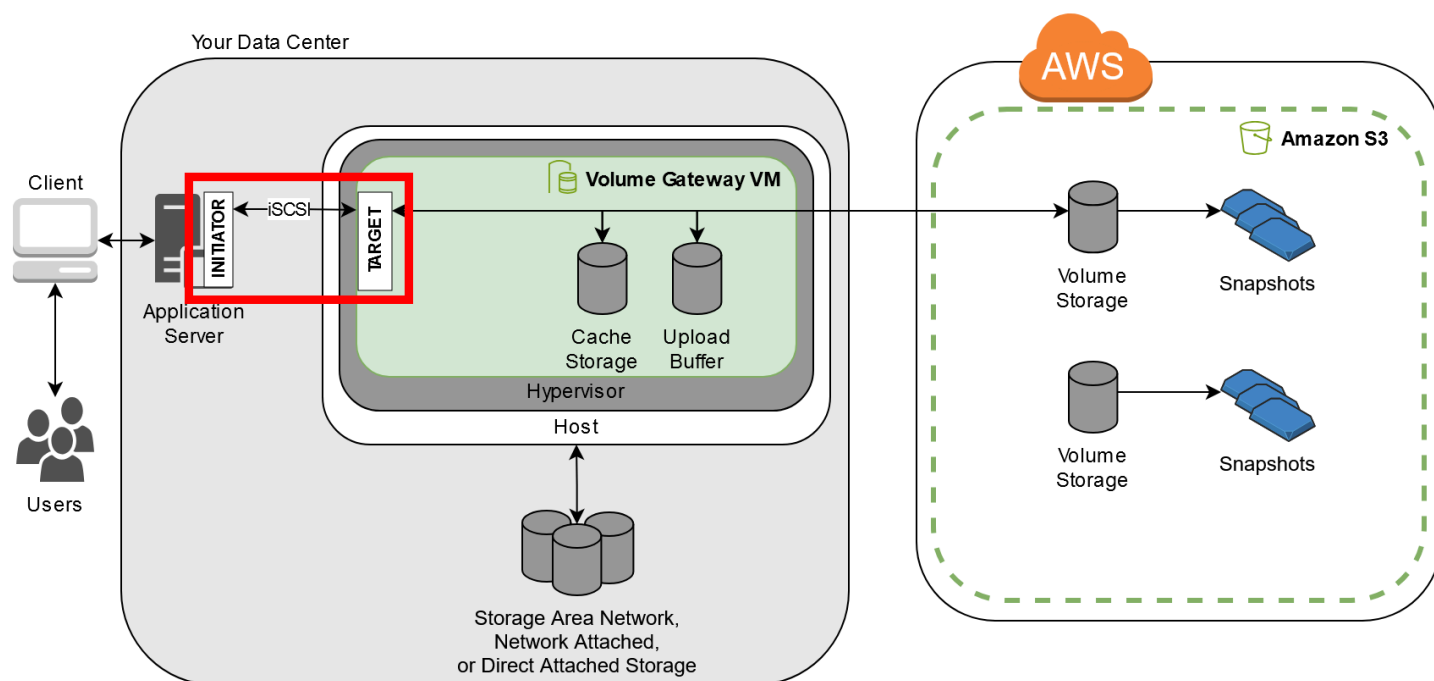 Your Data Center
AWS
Amazon S3
Client
Volume Gateway VM
INITIATOR
iSCSI
TARGET
Application
Server
Cache
Storage
Upload
Buffer
Hypervisor
Host
Volume
Storage
Snapshots
Volume
Storage
Snapshots
Users
Storage Area Network,
Network Attached,
or Direct Attached Storage